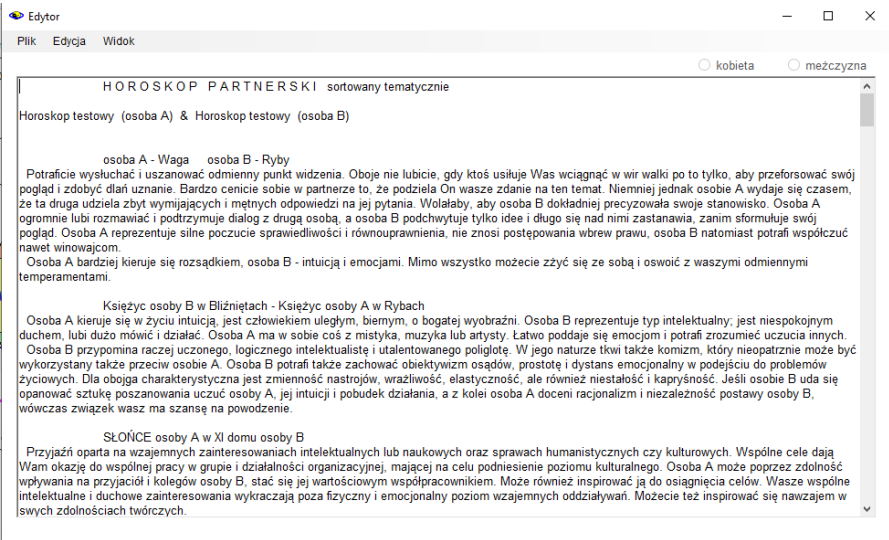 Edytor
Plik Edycja Widok
kobieta meżczyzna
H O R O S K O P   P A R T N E R S K I   sortowany tematycznie
Horoskop testowy  (osoba A)  &  Horoskop testowy  (osoba B)
osoba A - Waga     osoba B - Ryby
Potraficie wysłuchać i uszanować odmienny punkt widzenia. Oboje nie lubicie, gdy ktoś usiłuje Was wciągnąć w wir walki po to tylko, aby przeforsować swój
pogląd i zdobyć dlań uznanie. Bardzo cenicie sobie w partnerze to, że podziela On wasze zdanie na ten temat. Niemniej jednak osobie A wydaje się czasem,
że ta druga udziela zbyt wymijających i mętnych odpowiedzi na jej pytania. Wolałaby, aby osoba B dokładniej precyzowała swoje stanowisko. Osoba A
ogromnie lubi rozmawiać i podtrzymuje dialog z drugą osobą, a osoba B podchwytuje tylko idee i długo się nad nimi zastanawia, zanim sformułuje swój
pogląd. Osoba A reprezentuje silne poczucie sprawiedliwości i równouprawnienia, nie znosi postępowania wbrew prawu, osoba B natomiast potrafi współczuć
nawet winowajcom.
Osoba A bardziej kieruje się rozsądkiem, osoba B - intuicją i emocjami. Mimo wszystko możecie zżyć się ze sobą i oswoić z waszymi odmiennymi
temperamentami.
Księżyc osoby B w Bliźniętach - Księżyc osoby A w Rybach
Osoba A kieruje się w życiu intuicją, jest człowiekiem uległym, biernym, o bogatej wyobraźni. Osoba B reprezentuje typ intelektualny; jest niespokojnym
duchem, lubi dużo mówić i działać. Osoba A ma w sobie coś z mistyka, muzyka lub artysty. Łatwo poddaje się emocjom i potrafi zrozumieć uczucia innych.
Osoba B przypomina raczej uczonego, logicznego intelektualistę i utalentowanego poliglotę. W jego naturze tkwi także komizm, który nieopatrznie może być
wykorzystany także przeciw osobie A. Osoba B potrafi także zachować obiektywizm osądów, prostotę i dystans emocjonalny w podejściu do problemów
życiowych. Dla obojga charakterystyczna jest zmienność nastrojów, wrażliwość, elastyczność, ale również niestałość i kapryśność. Jeśli osobie B uda się
opanować sztukę poszanowania uczuć osoby A, jej intuicji i pobudek działania, a z kolei osoba A doceni racjonalizm i niezależność postawy osoby B,
wówczas związek wasz ma szansę na powodzenie.
SŁOŃCE osoby A w XI domu osoby B
Przyjaźń oparta na wzajemnych zainteresowaniach intelektualnych lub naukowych oraz sprawach humanistycznych czy kulturowych. Wspólne cele dają
Wam okazję do wspólnej pracy w grupie i działalności organizacyjnej, mającej na celu podniesienie poziomu kulturalnego. Osoba A może poprzez zdolność
wpływania na przyjaciół i kolegów osoby B, stać się jej wartościowym współpracownikiem. Może również inspirować ją do osiągnięcia celów. Wasze wspólne
intelektualne i duchowe zainteresowania wykraczają poza fizyczny i emocjonalny poziom wzajemnych oddziaływań. Możecie też inspirować się nawzajem w
swych zdolnościach twórczych.